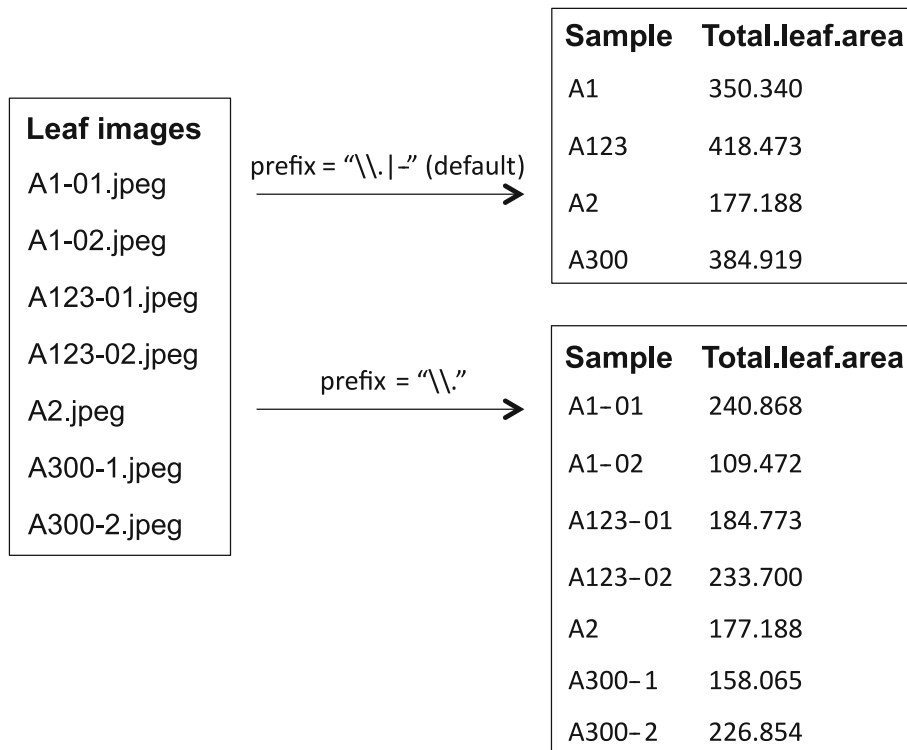 Leaf images
A1-01.jpeg
A1-02.jpeg
A123-01.jpeg
A123-02.jpeg
A2.jpeg
A300-1.jpeg
A300-2.jpeg
prefix = “\\.|-” (default)
prefix = “\\.”
Sample Total.leaf.area
A1 350.340
A123 418.473
A2 177.188
A300 384.919
Sample Total.leaf.area
A1-01 240.868
A1-02 109.472
A123-01 184.773
A123-02 233.700
A2 177.188
A300-1 158.065
A300-2 226.854